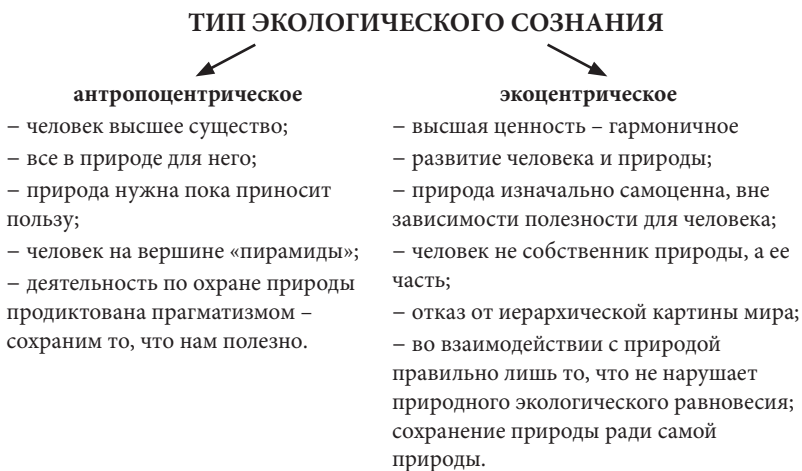 ТИП ЭКОЛОГИЧЕСКОГО СОЗНАНИЯ
антропоцентрическое
− человек высшее существо;
− все в природе для него;
− природа нужна пока приносит
пользу;
− человек на вершине «пирамиды»;
− деятельность по охране природы
продиктована прагматизмом –
сохраним то, что нам полезно.
экоцентрическое
− высшая ценность – гармоничное
− развитие человека и природы;
− природа изначально самоценна, вне
зависимости полезности для человека;
− человек не собственник природы, а ее
часть;
− отказ от иерархической картины мира;
− во взаимодействии с природой
правильно лишь то, что не нарушает
природного экологического равновесия;
сохранение природы ради самой
природы.